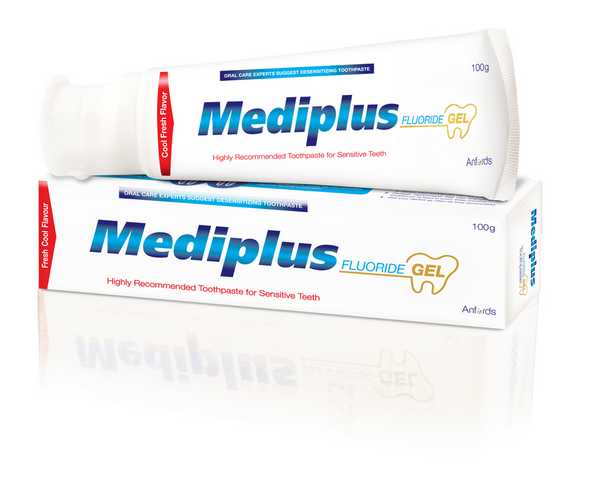 ORAL CARE EXPERTS SUGGEST DESENSITIZING TOOTHPASTE
100g
Cool Fresh Flavor
Mediplus
FLUORIDE GEL
Highly Recommended Toothpaste for Sensitive Teeth
Anfords
ORAL CARE EXPERTS SUGGEST DESENSITIZING TOOTHPASTE
100g
Fresh Cool Flavour
Mediplus
FLUORIDE GEL
Highly Recommended Toothpaste for Sensitive Teeth
Anfords
Mediplus